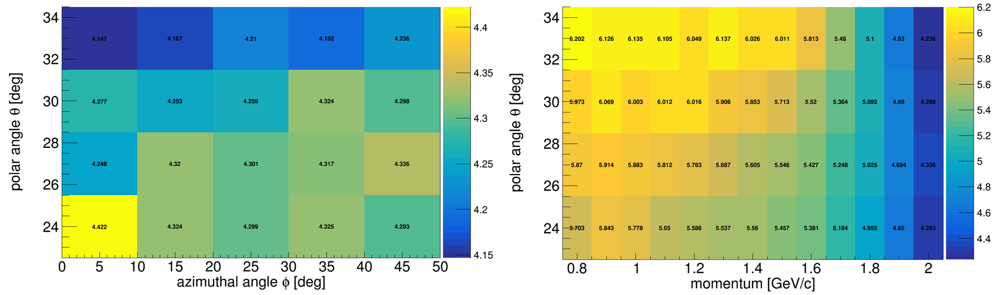 34
4.147 4.167 4.21 4.192 4.236
32
30
4.277 4.253 4.259 4.324 4.298
28
4.248 4.32 4.301 4.317 4.336
26
24
4.422 4.324 4.299 4.325 4.293
0 5 10 15 20 25 30 35 40 45 50
azimuthal angle ϕ [deg]
polar angle θ [deg]
4.4
4.35
4.3
4.25
4.2
4.15
34
6.202 6.126 6.135 6.105 6.049 6.137 6.026 6.011 5.813 5.48 5.1 4.63 4.236
32
30
5.973 6.069 6.003 6.012 6.016 5.906 5.853 5.713 5.52 5.364 5.092 4.69 4.298
28
5.87 5.914 5.883 5.812 5.763 5.687 5.605 5.546 5.427 5.248 5.025 4.694 4.336
26
24
5.703 5.843 5.778 5.65 5.586 5.537 5.56 5.457 5.381 5.184 4.955 4.65 4.293
0.8 1 1.2 1.4 1.6 1.8 2
momentum [GeV/c]
polar angle θ [deg]
6.2
6
5.8
5.6
5.4
5.2
5
4.8
4.6
4.4